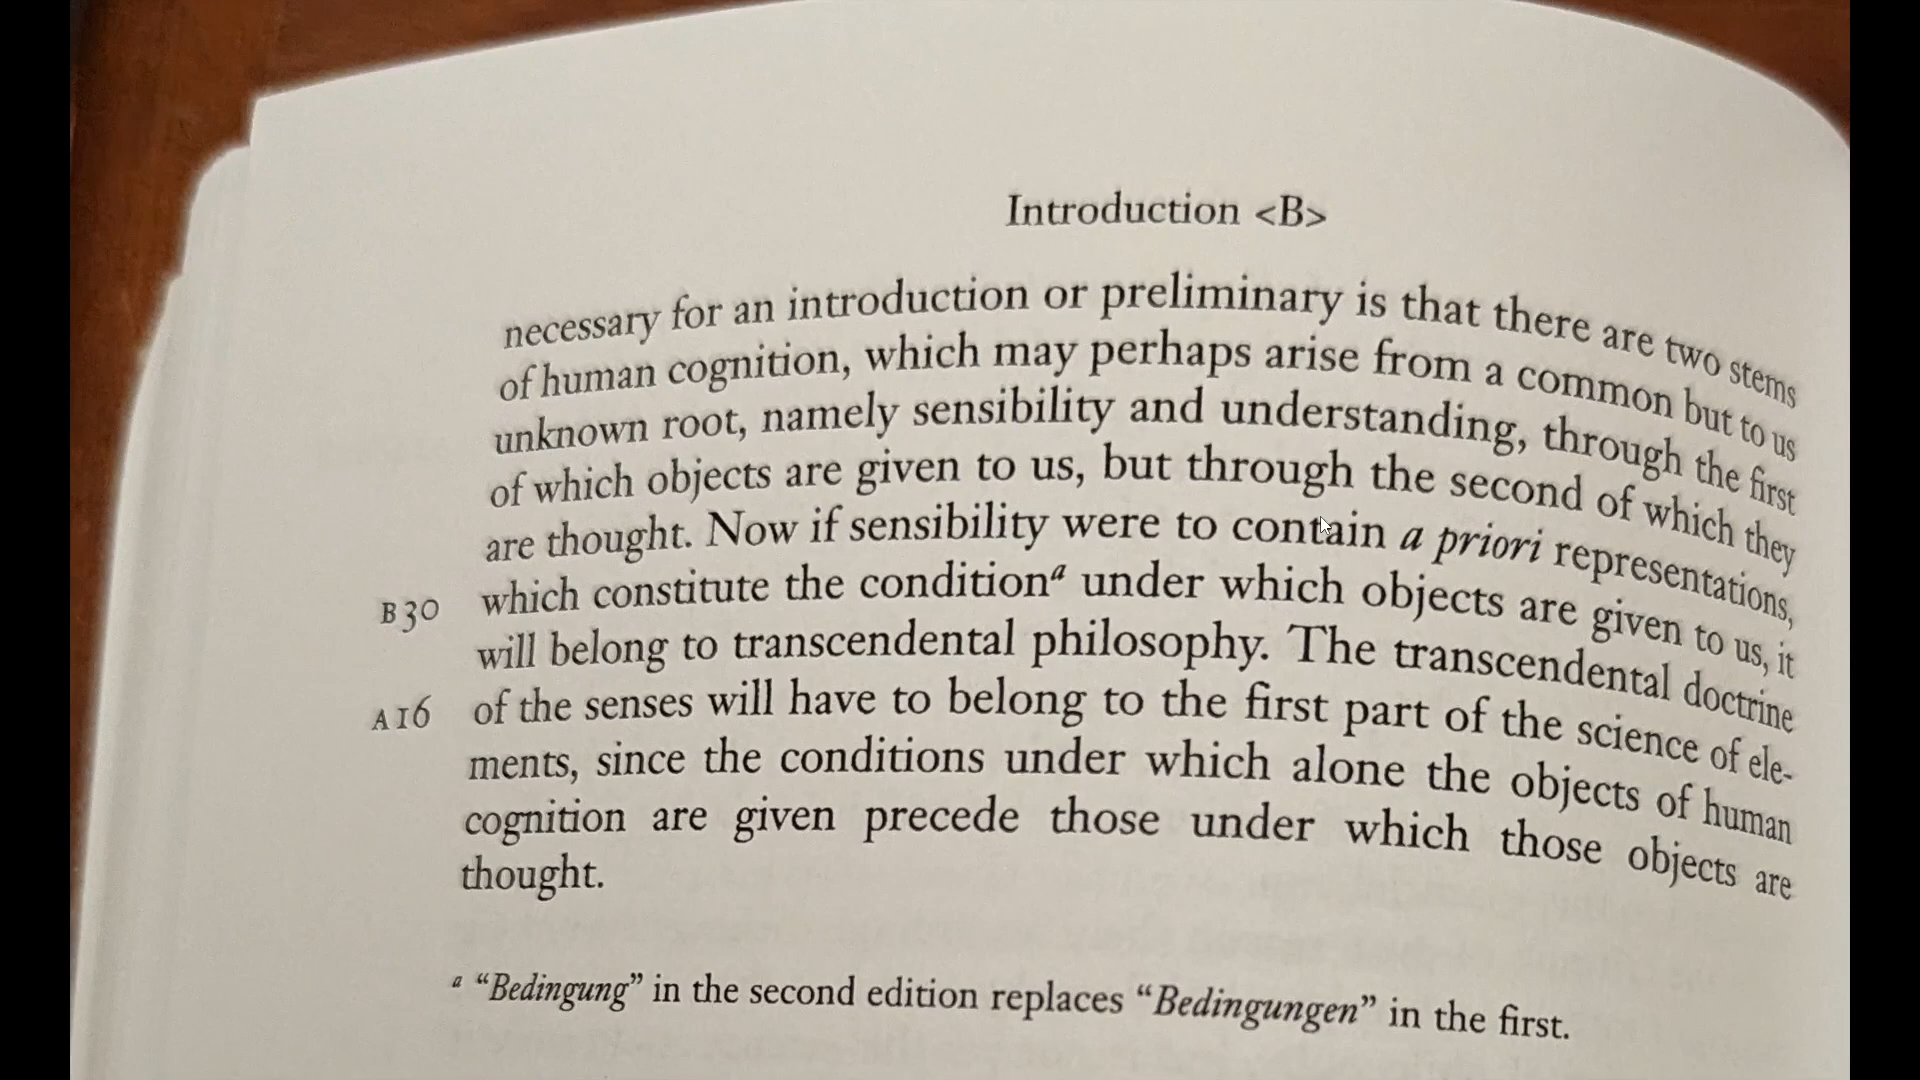 Introduction <B>
necessary for an introduction or preliminary is that there are two stems
of human cognition, which may perhaps arise from a common but to us
unknown root, namely sensibility and understanding, through the first
of which objects are given to us, but through the second of which they
are thought. Now if sensibility were to contain a priori representations,
B 30 which constitute the conditionᵃ under which objects are given to us, it
will belong to transcendental philosophy. The transcendental doctrine
A 16 of the senses will have to belong to the first part of the science of ele-
ments, since the conditions under which alone the objects of human
cognition are given precede those under which those objects are
thought.
ᵃ “Bedingung” in the second edition replaces “Bedingungen” in the first.